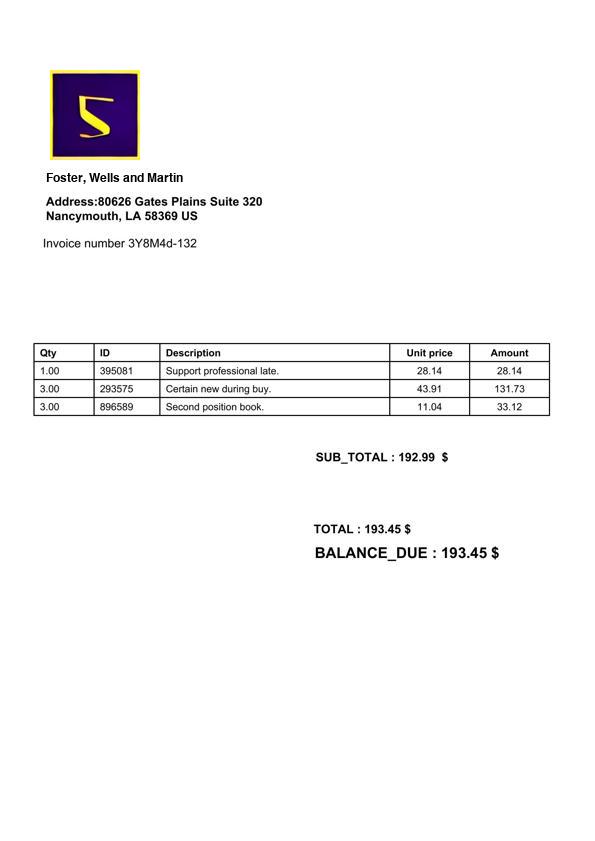 Foster, Wells and Martin
Address:80626 Gates Plains Suite 320
Nancymouth, LA 58369 US
Invoice number 3Y8M4d-132
Qty ID Description Unit price Amount
1.00 395081 Support professional late. 28.14 28.14
3.00 293575 Certain new during buy. 43.91 131.73
3.00 896589 Second position book. 11.04 33.12
SUB_TOTAL : 192.99 $
TOTAL : 193.45 $
BALANCE_DUE : 193.45 $